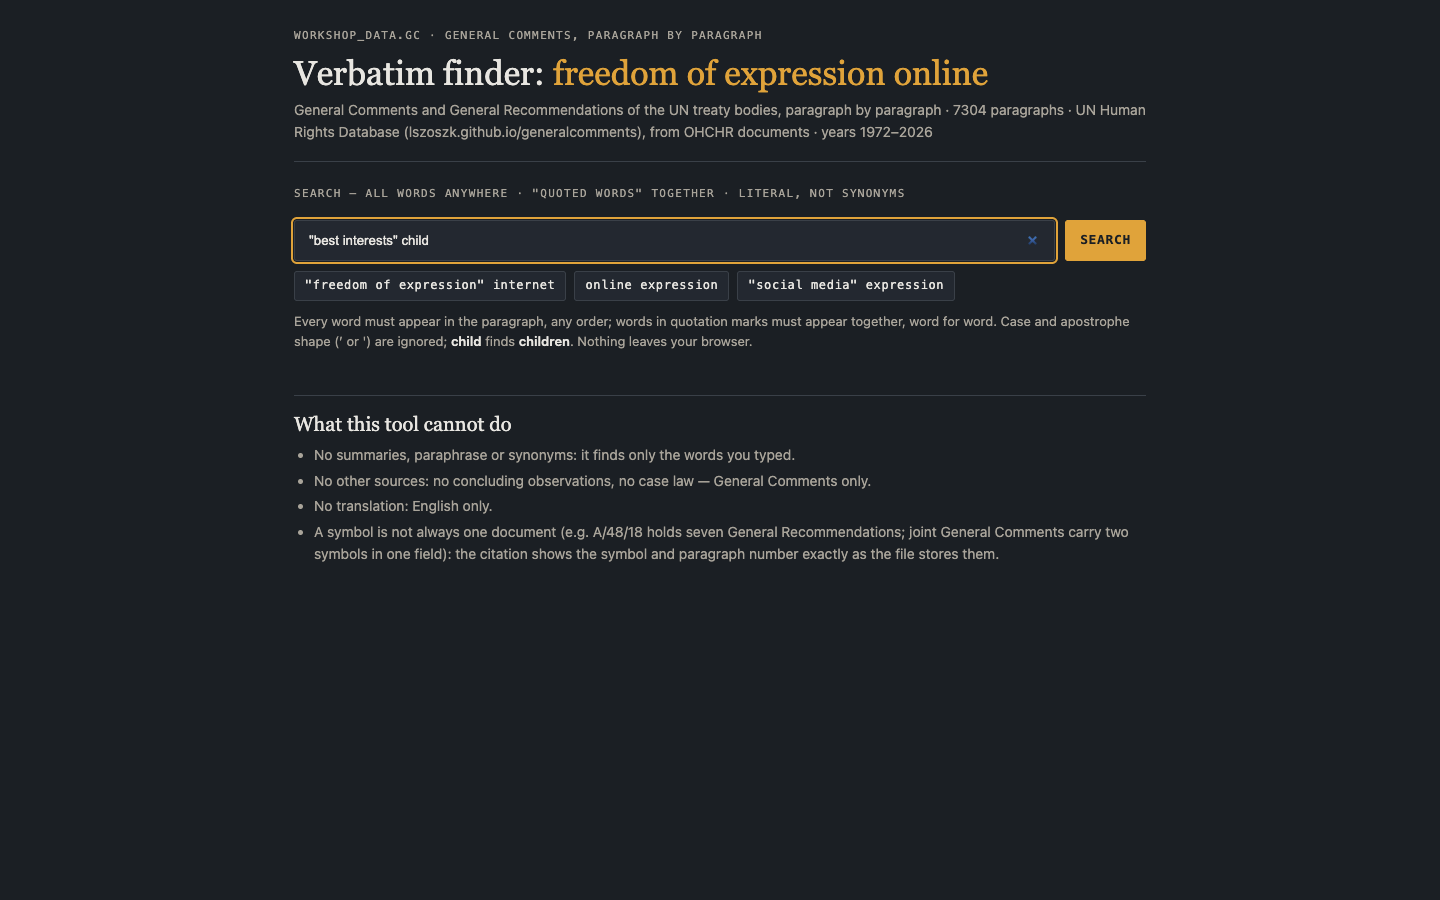 WORKSHOP_DATA.GC · GENERAL COMMENTS, PARAGRAPH BY PARAGRAPH
Verbatim finder: freedom of expression online
General Comments and General Recommendations of the UN treaty bodies, paragraph by paragraph · 7304 paragraphs · UN Human
Rights Database (lszoszk.github.io/generalcomments), from OHCHR documents · years 1972–2026
SEARCH — ALL WORDS ANYWHERE · "QUOTED WORDS" TOGETHER · LITERAL, NOT SYNONYMS
"best interests" child
SEARCH
"freedom of expression" internet
online expression
"social media" expression
Every word must appear in the paragraph, any order; words in quotation marks must appear together, word for word. Case and apostrophe
shape (’ or ') are ignored; child finds children. Nothing leaves your browser.
What this tool cannot do
• No summaries, paraphrase or synonyms: it finds only the words you typed.
• No other sources: no concluding observations, no case law — General Comments only.
• No translation: English only.
• A symbol is not always one document (e.g. A/48/18 holds seven General Recommendations; joint General Comments carry two
symbols in one field): the citation shows the symbol and paragraph number exactly as the file stores them.